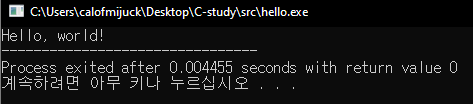 C:\Users\calofmijuck\Desktop\C-study\src\hello.exe
Hello, world!
--------------------------------
Process exited after 0.004455 seconds with return value 0
계속하려면 아무 키나 누르십시오 . . .